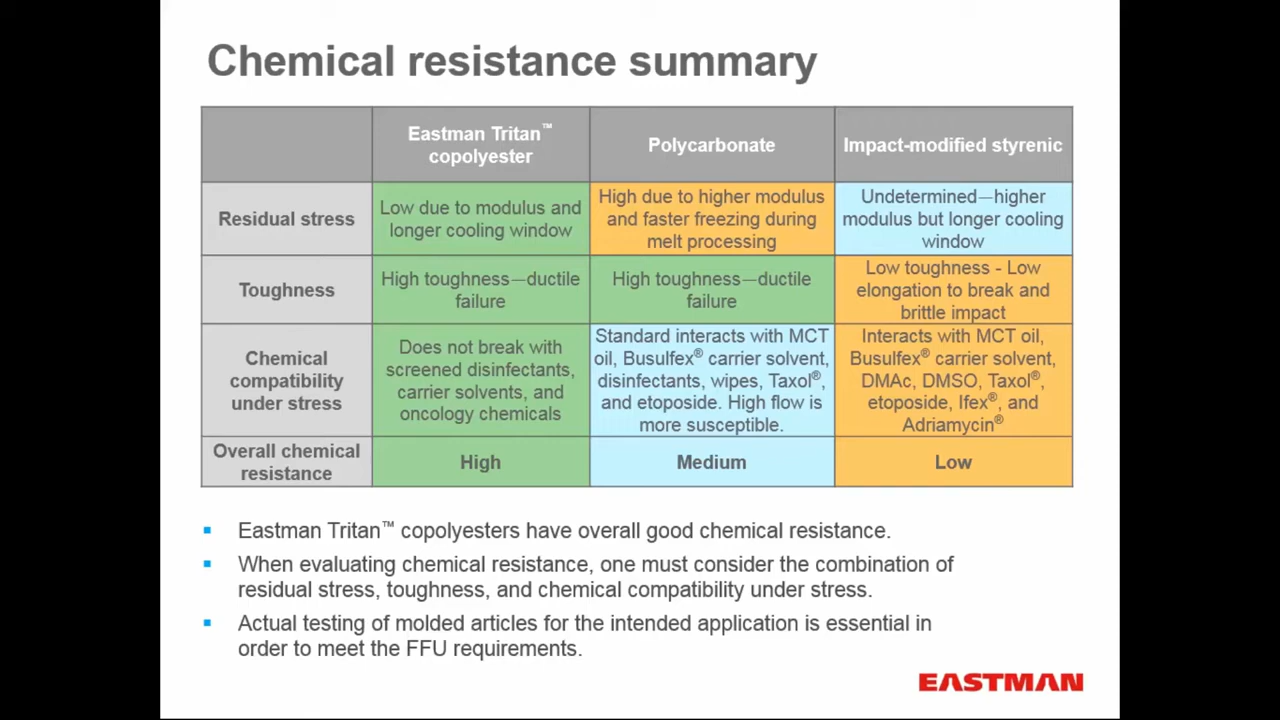 Chemical resistance summary
Eastman Tritan™
copolyester
Polycarbonate
Impact-modified styrenic
Residual stress
Low due to modulus and
longer cooling window
High due to higher modulus
and faster freezing during
melt processing
Undetermined—higher
modulus but longer cooling
window
Toughness
High toughness—ductile
failure
High toughness—ductile
failure
Low toughness - Low
elongation to break and
brittle impact
Chemical
compatibility
under stress
Does not break with
screened disinfectants,
carrier solvents, and
oncology chemicals
Standard interacts with MCT
oil, Busulfex® carrier solvent,
disinfectants, wipes, Taxol®,
and etoposide. High flow is
more susceptible.
Interacts with MCT oil,
Busulfex® carrier solvent,
DMAc, DMSO, Taxol®,
etoposide, Ifex®, and
Adriamycin®
Overall chemical
resistance
High
Medium
Low
▪ Eastman Tritan™ copolyesters have overall good chemical resistance.
▪ When evaluating chemical resistance, one must consider the combination of
residual stress, toughness, and chemical compatibility under stress.
▪ Actual testing of molded articles for the intended application is essential in
order to meet the FFU requirements.
EASTMAN